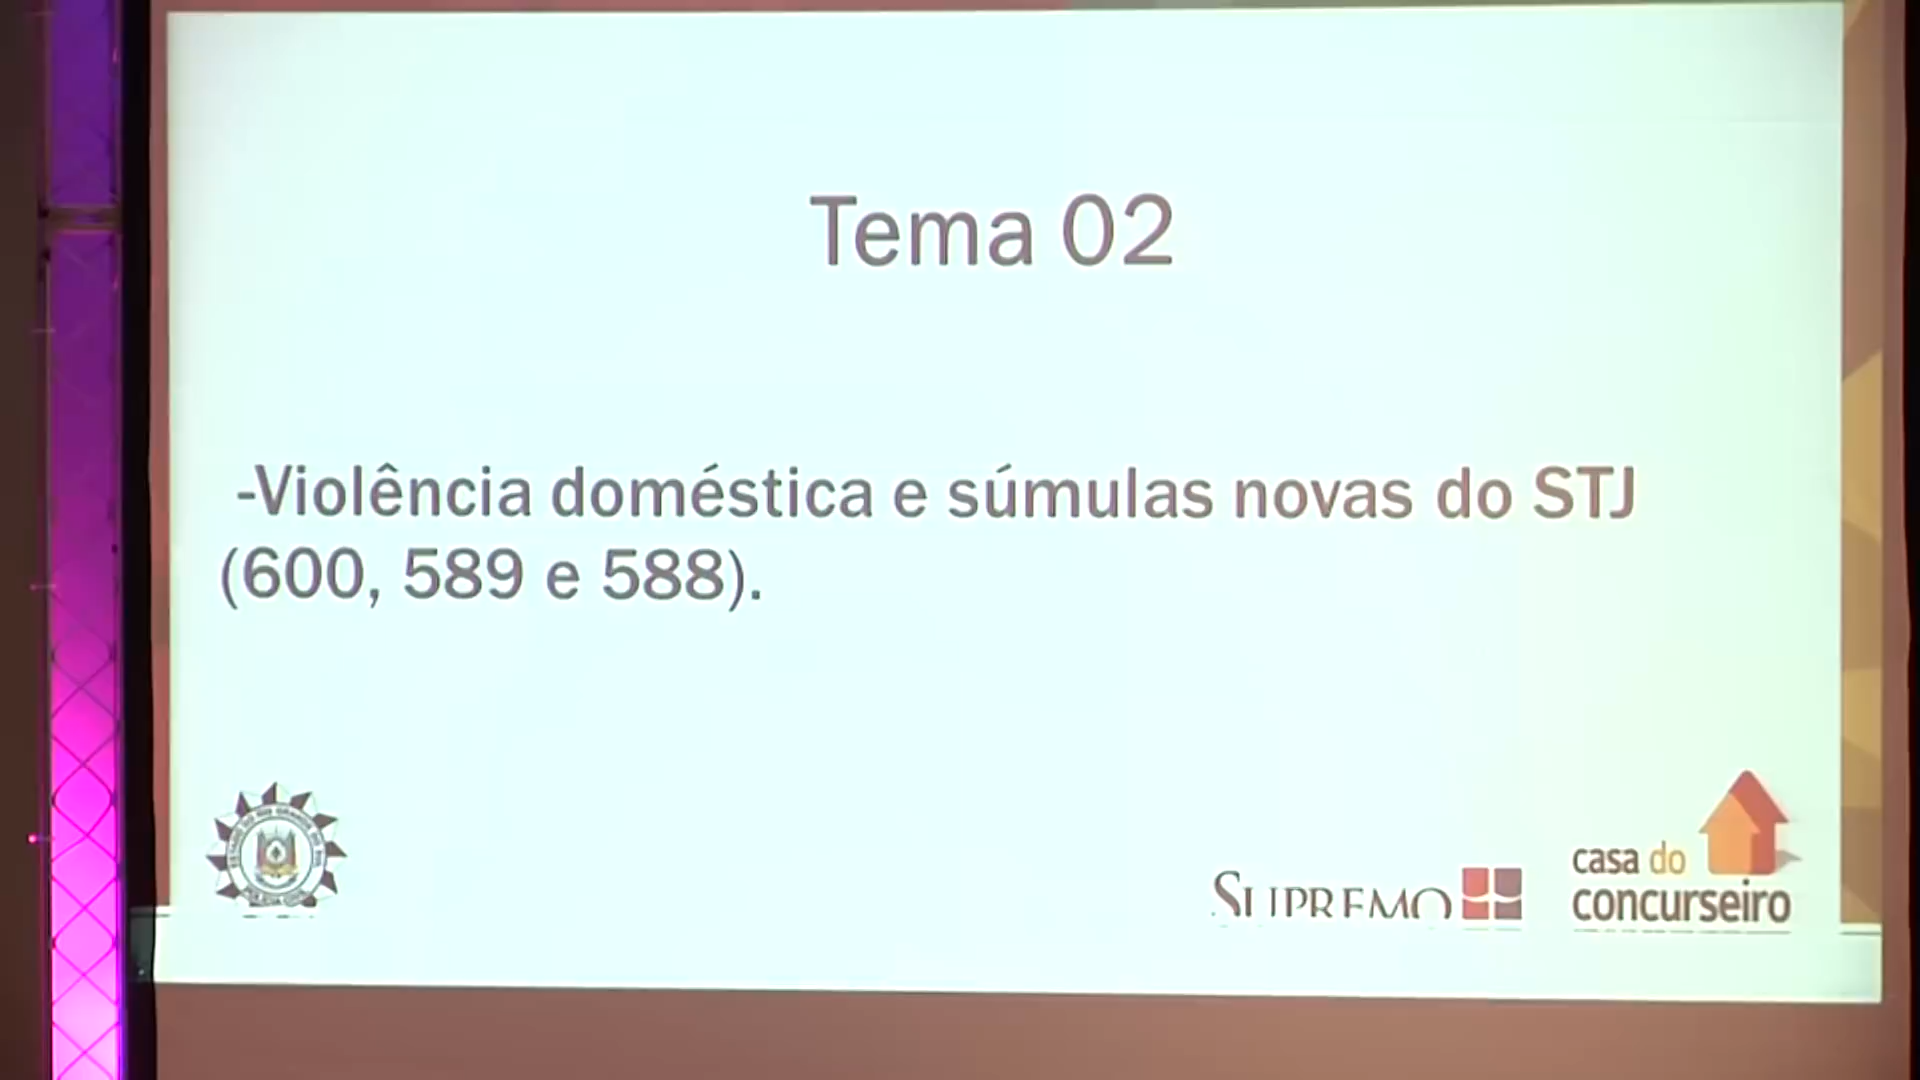 Tema 02
-Violência doméstica e súmulas novas do STJ
(600, 589 e 588).
SUPREMO
casa do
concurseiro